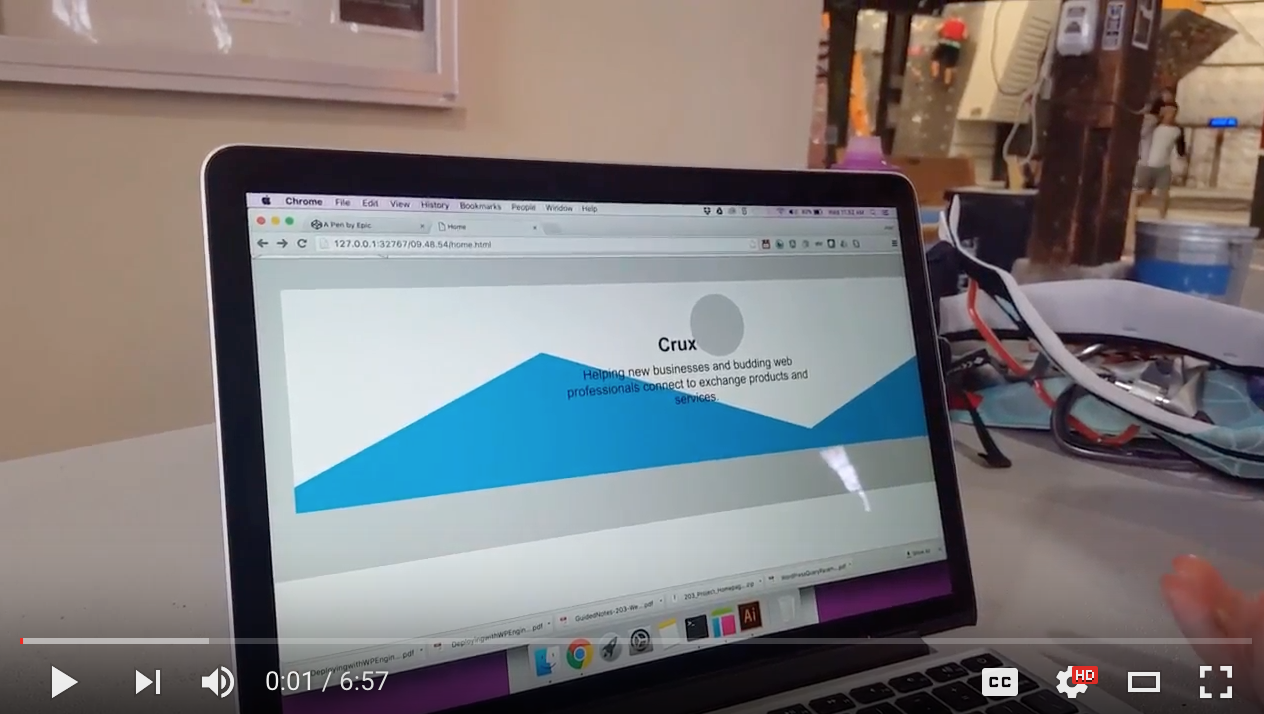 Chrome File Edit View History Bookmarks People Window Help
A Pen by Epic
Home
127.0.0.1:32767/09.48.54/home.html
Crux
Helping new businesses and budding web
professionals connect to exchange products and
services.
Show All
DeployingwithWPEngin....pdf
DeployingwithWPEngin....pdf
GuidedNotes-203-We....pdf
203_Project_Homepag....zip
WordPressQueryParam....pdf
Ai
0:01 / 6:57
CC
HD